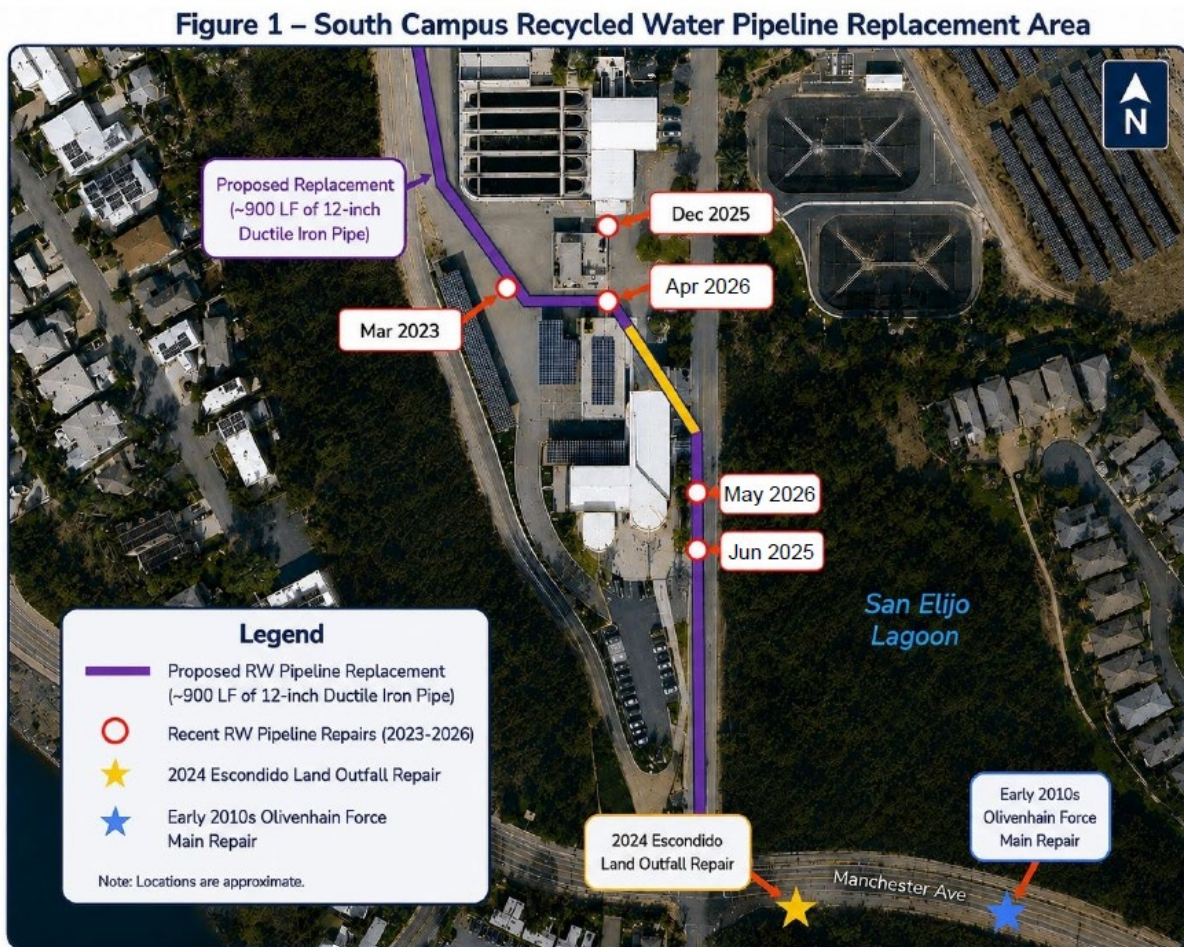 Figure 1 – South Campus Recycled Water Pipeline Replacement Area
N
Proposed Replacement
(~900 LF of 12-inch
Ductile Iron Pipe)
Dec 2025
Apr 2026
Mar 2023
May 2026
Jun 2025
San Elijo
Lagoon
Legend
Proposed RW Pipeline Replacement
(~900 LF of 12-inch Ductile Iron Pipe)
Recent RW Pipeline Repairs (2023-2026)
2024 Escondido Land Outfall Repair
Early 2010s Olivenhain Force
Main Repair
Note: Locations are approximate.
2024 Escondido
Land Outfall Repair
Early 2010s
Olivenhain Force
Main Repair
Manchester Ave